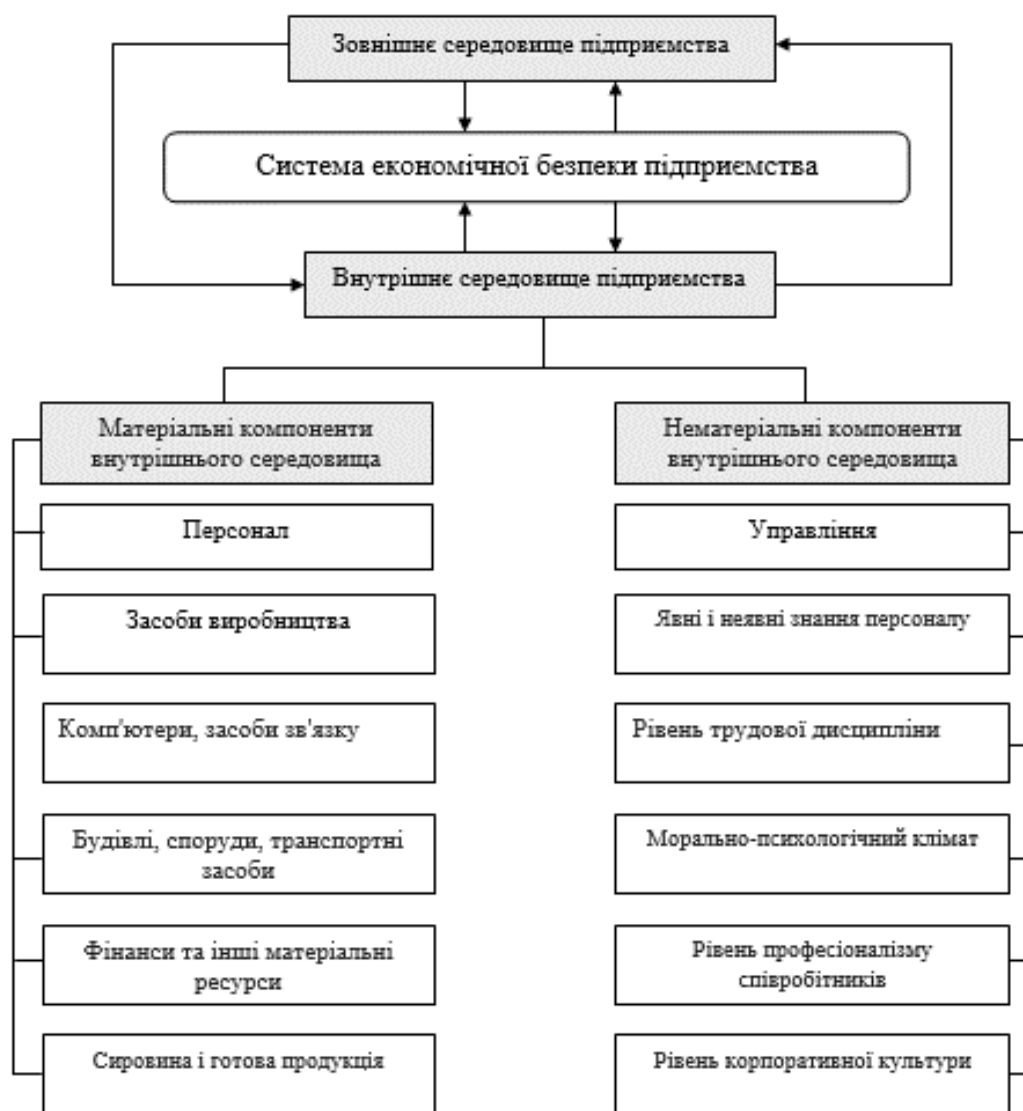 Зовнішнє середовище підприємства
Система економічної безпеки підприємства
Внутрішнє середовище підприємства
Матеріальні компоненти
внутрішнього середовища
Персонал
Засоби виробництва
Комп'ютери, засоби зв'язку
Будівлі, споруди, транспортні
засоби
Фінанси та інші матеріальні
ресурси
Сировина і готова продукція
Нематеріальні компоненти
внутрішнього середовища
Управління
Явні і неявні знання персоналу
Рівень трудової дисципліни
Морально-психологічний клімат
Рівень професіоналізму
співробітників
Рівень корпоративної культури